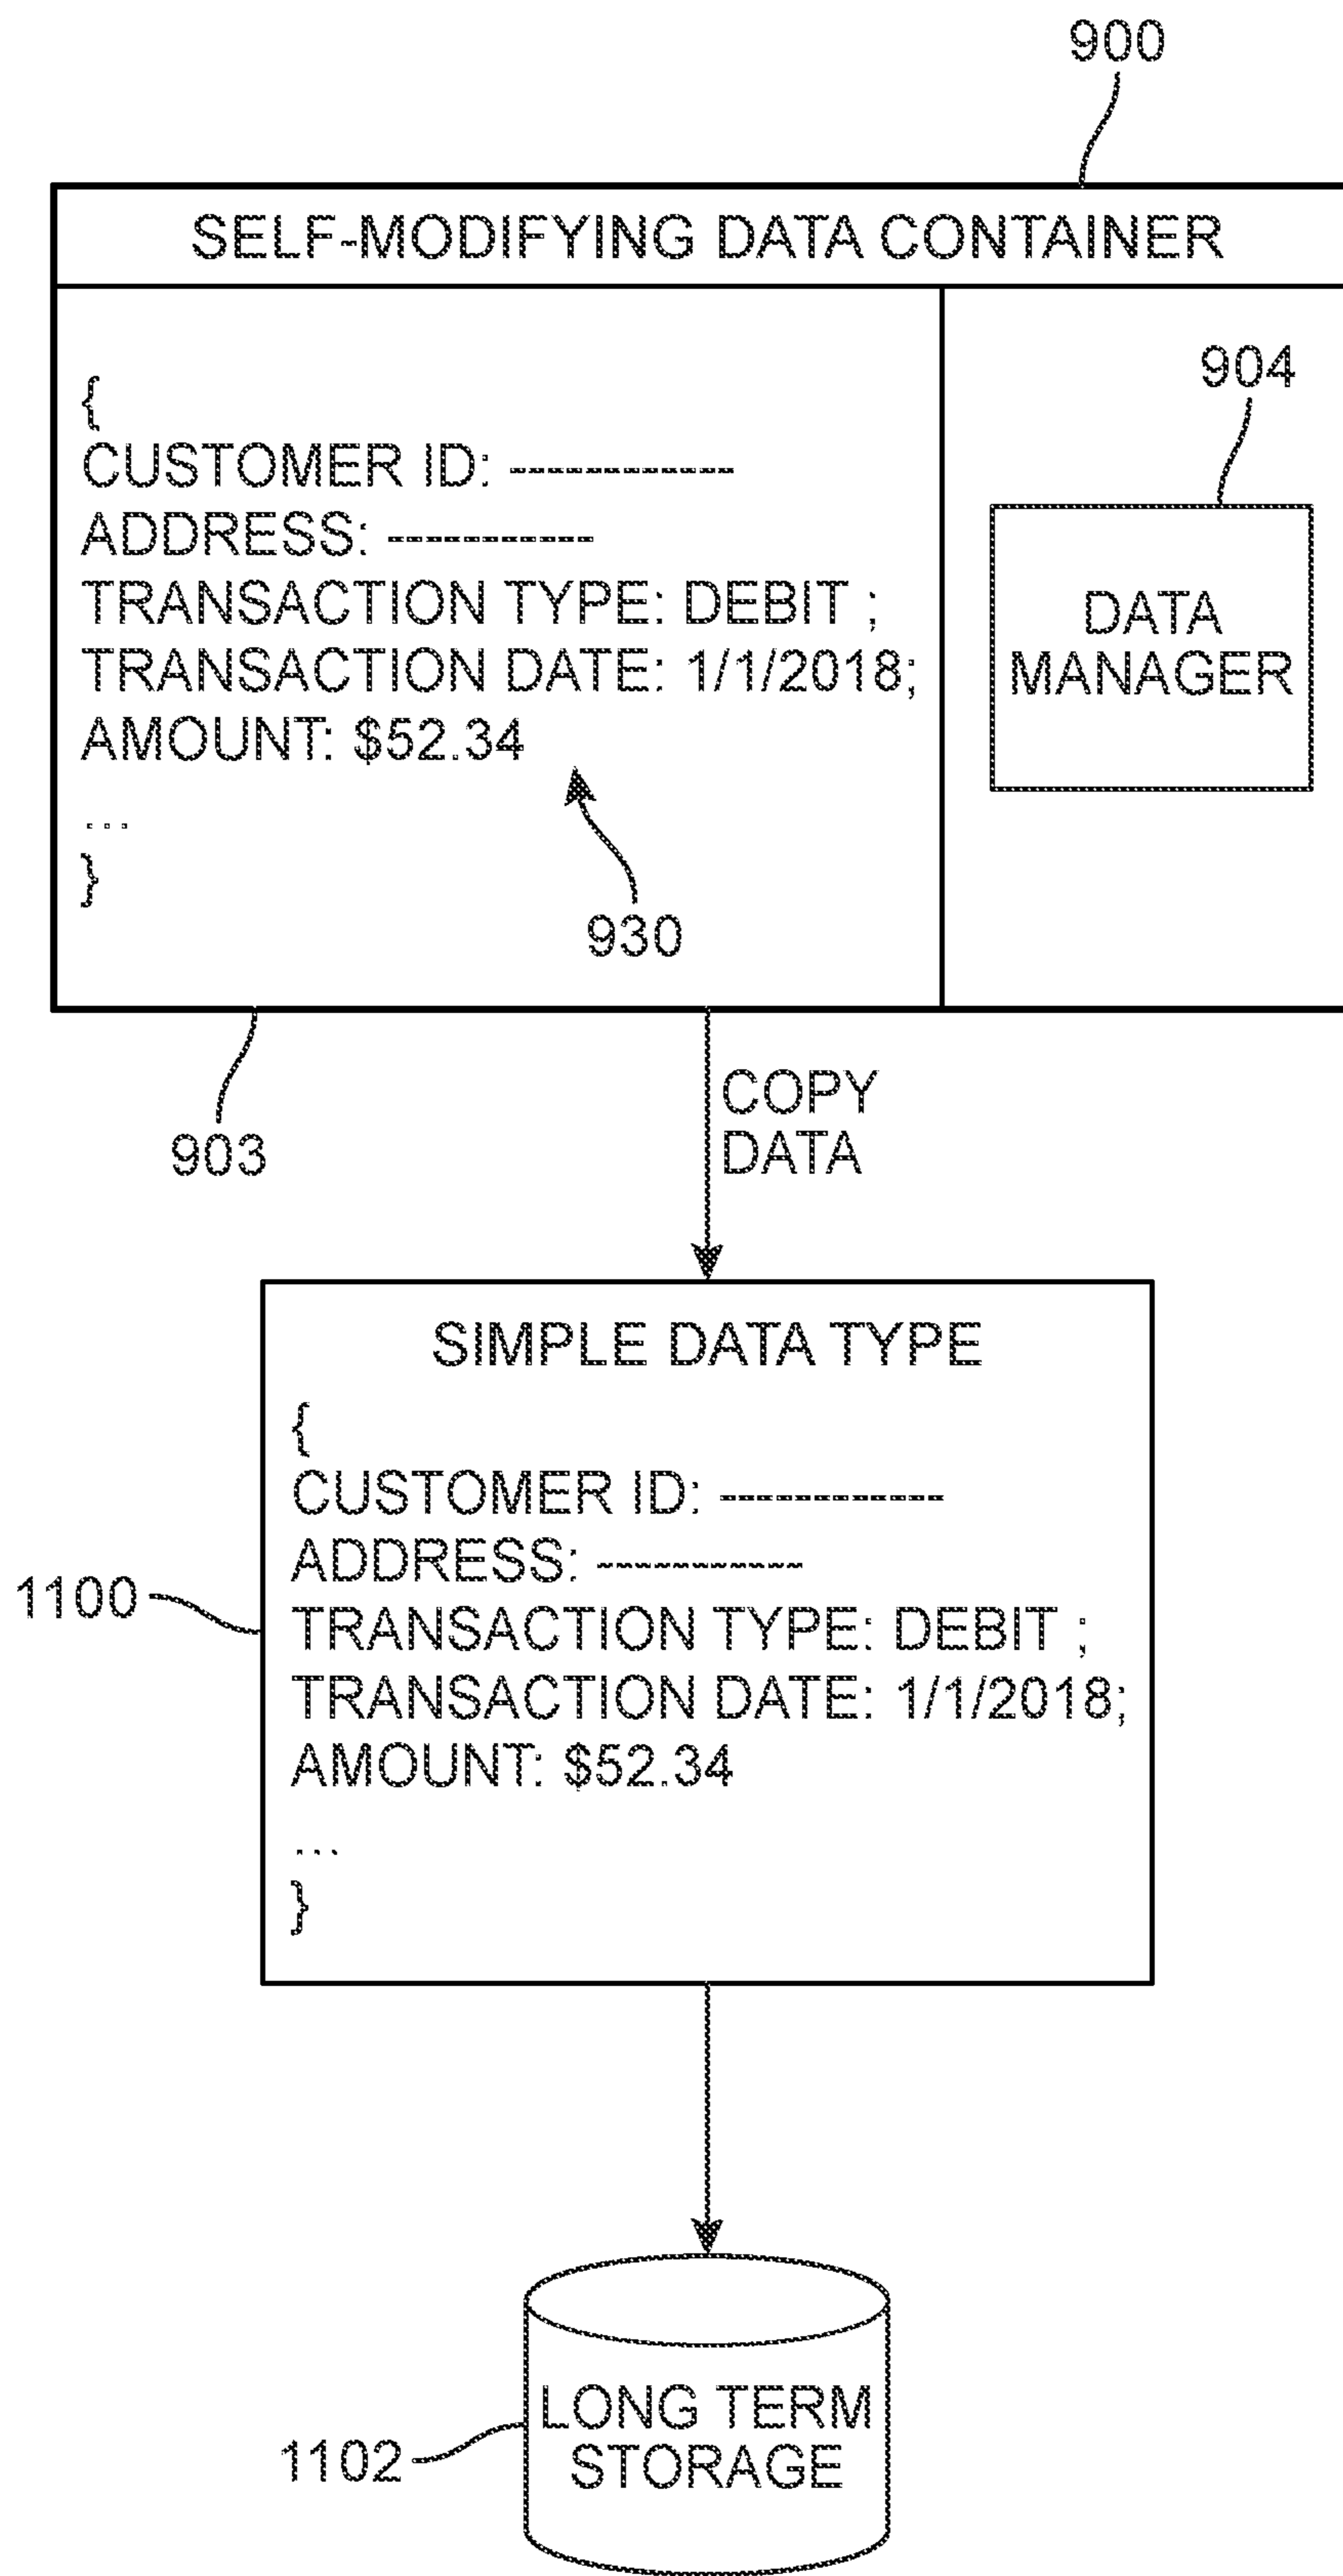 900
SELF-MODIFYING DATA CONTAINER
{
CUSTOMER ID: ------------
ADDRESS: -----------
TRANSACTION TYPE: DEBIT ;
TRANSACTION DATE: 1/1/2018;
AMOUNT: $52.34
...
}
930
904
DATA
MANAGER
903
COPY
DATA
SIMPLE DATA TYPE
{
CUSTOMER ID: ------------
ADDRESS: -----------
TRANSACTION TYPE: DEBIT ;
TRANSACTION DATE: 1/1/2018;
AMOUNT: $52.34
...
}
1100
LONG TERM
STORAGE
1102